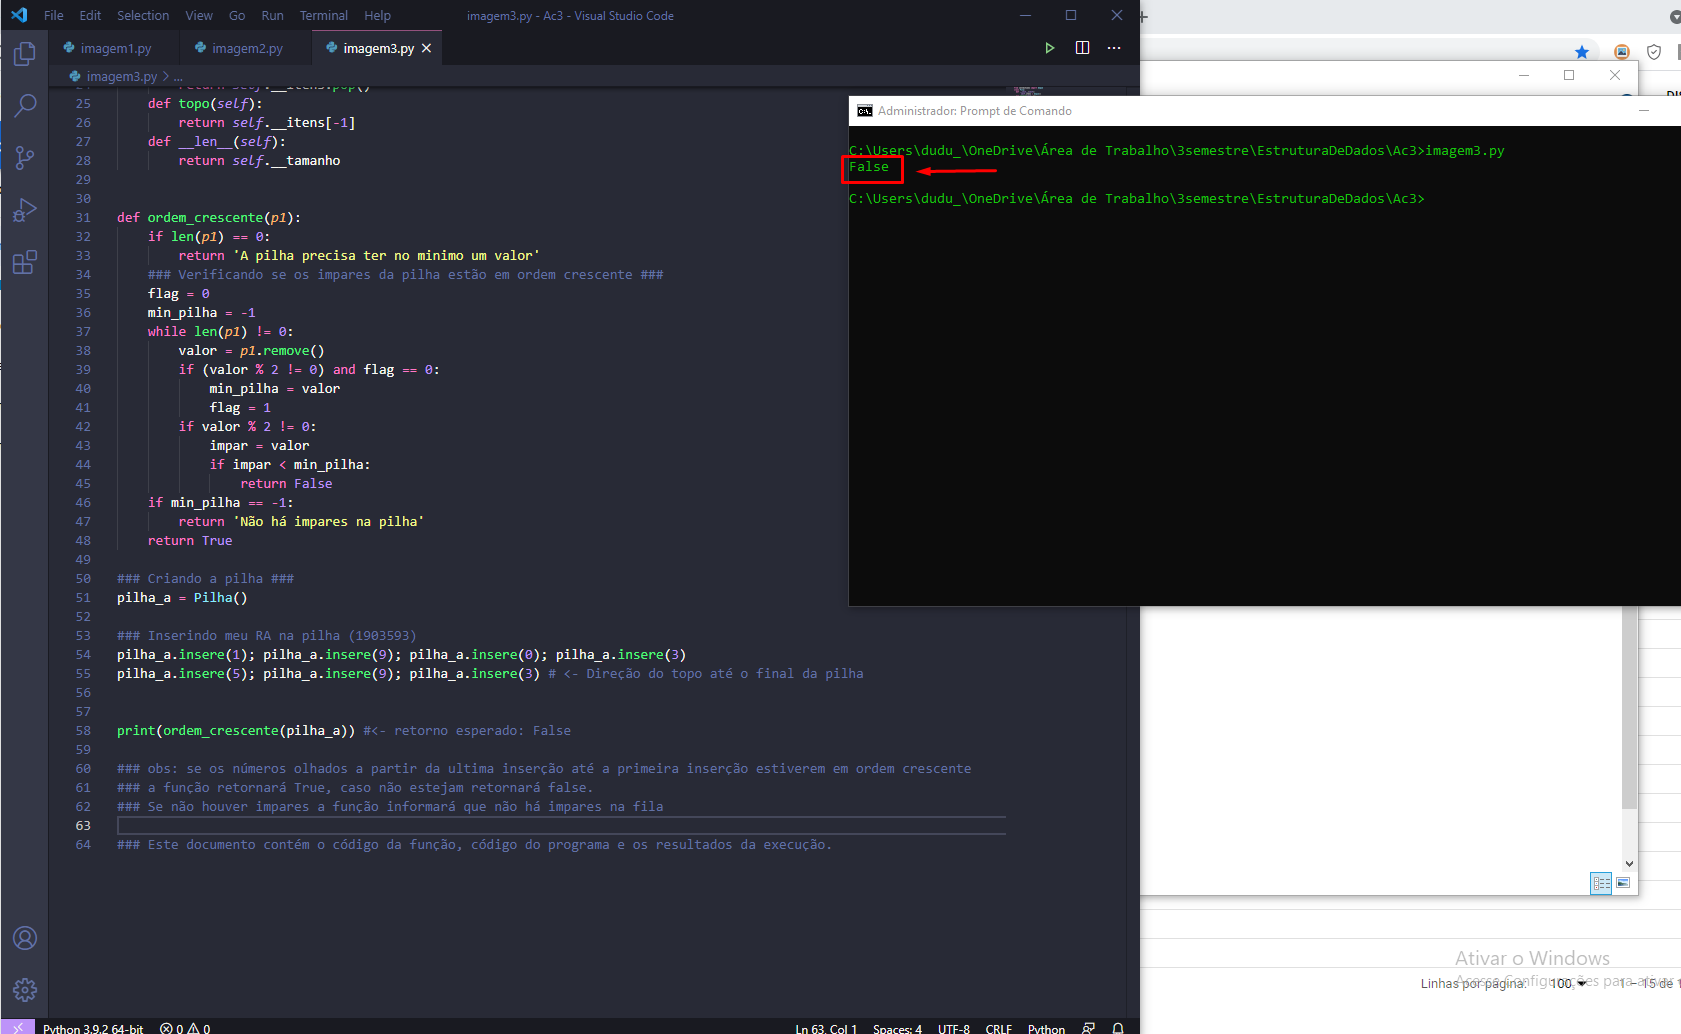 File Edit Selection View Go Run Terminal Help imagem3.py - Ac3 - Visual Studio Code
imagem1.py imagem2.py imagem3.py
imagem3.py > ...
25 def topo(self):
26 return self.__itens[-1]
27 def __len__(self):
28 return self.__tamanho
29
30
31 def ordem_crescente(p1):
32 if len(p1) == 0:
33 return 'A pilha precisa ter no minimo um valor'
34 ### Verificando se os impares da pilha estão em ordem crescente ###
35 flag = 0
36 min_pilha = -1
37 while len(p1) != 0:
38 valor = p1.remove()
39 if (valor % 2 != 0) and flag == 0:
40 min_pilha = valor
41 flag = 1
42 if valor % 2 != 0:
43 impar = valor
44 if impar < min_pilha:
45 return False
46 if min_pilha == -1:
47 return 'Não há impares na pilha'
48 return True
49
50 ### Criando a pilha ###
51 pilha_a = Pilha()
52
53 ### Inserindo meu RA na pilha (1903593)
54 pilha_a.insere(1); pilha_a.insere(9); pilha_a.insere(0); pilha_a.insere(3)
55 pilha_a.insere(5); pilha_a.insere(9); pilha_a.insere(3) # <- Direção do topo até o final da pilha
56
57
58 print(ordem_crescente(pilha_a)) #<- retorno esperado: False
59
60 ### obs: se os números olhados a partir da ultima inserção até a primeira inserção estiverem em ordem crescente
61 ### a função retornará True, caso não estejam retornará false.
62 ### Se não houver impares a função informará que não há impares na fila
63
64 ### Este documento contém o código da função, código do programa e os resultados da execução.
Python 3.9.2 64-bit 0 0 Ln 63, Col 1 Spaces: 4 UTF-8 CRLF Python
Administrador: Prompt de Comando
C:\Users\dudu_\OneDrive\Área de Trabalho\3semestre\EstruturaDeDados\Ac3>imagem3.py
False
C:\Users\dudu_\OneDrive\Área de Trabalho\3semestre\EstruturaDeDados\Ac3>
Ativar o Windows
Acesse Configurações para ativar
Linhas por página: 100 1 – 15 de 1